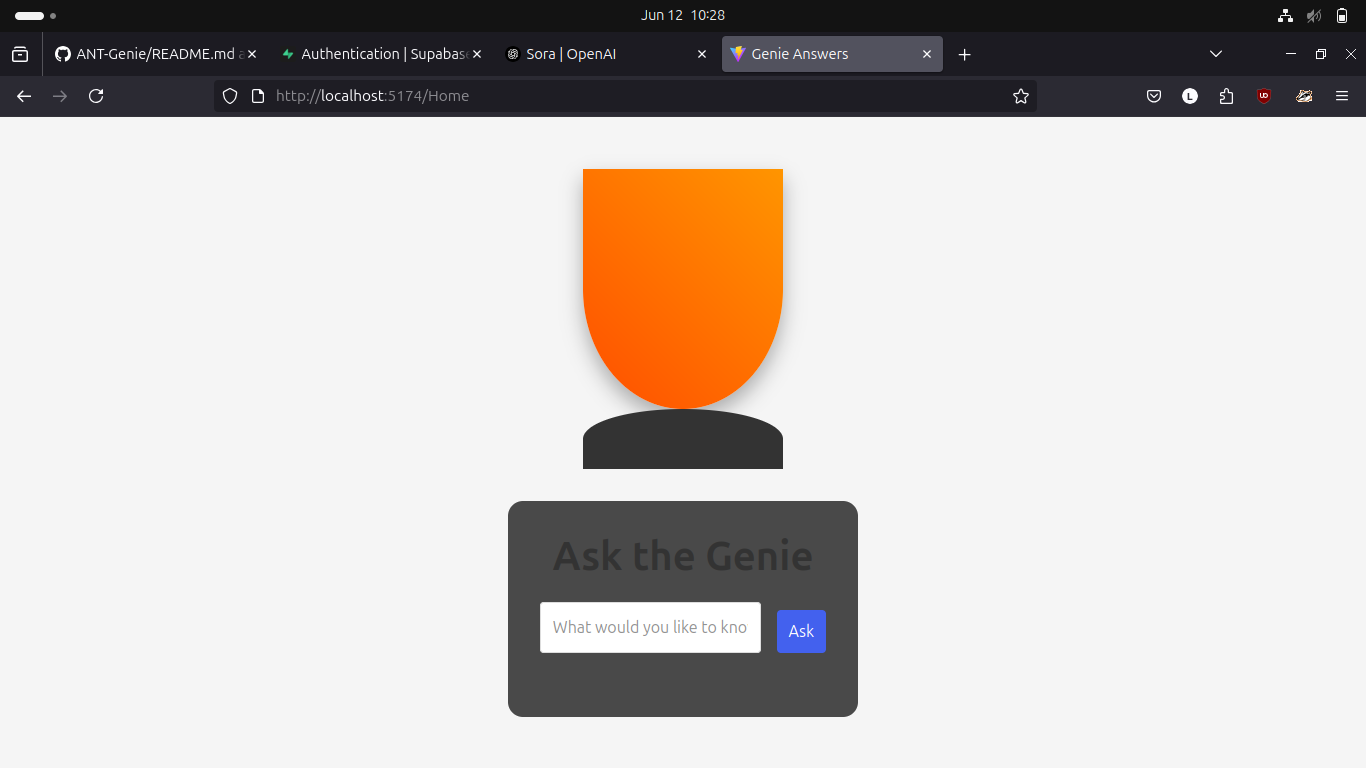 Jun 12 10:28
ANT-Genie/README.md a
Authentication | Supabase
Sora | OpenAI
Genie Answers
http://localhost:5174/Home
L
Ask the Genie
What would you like to kno
Ask